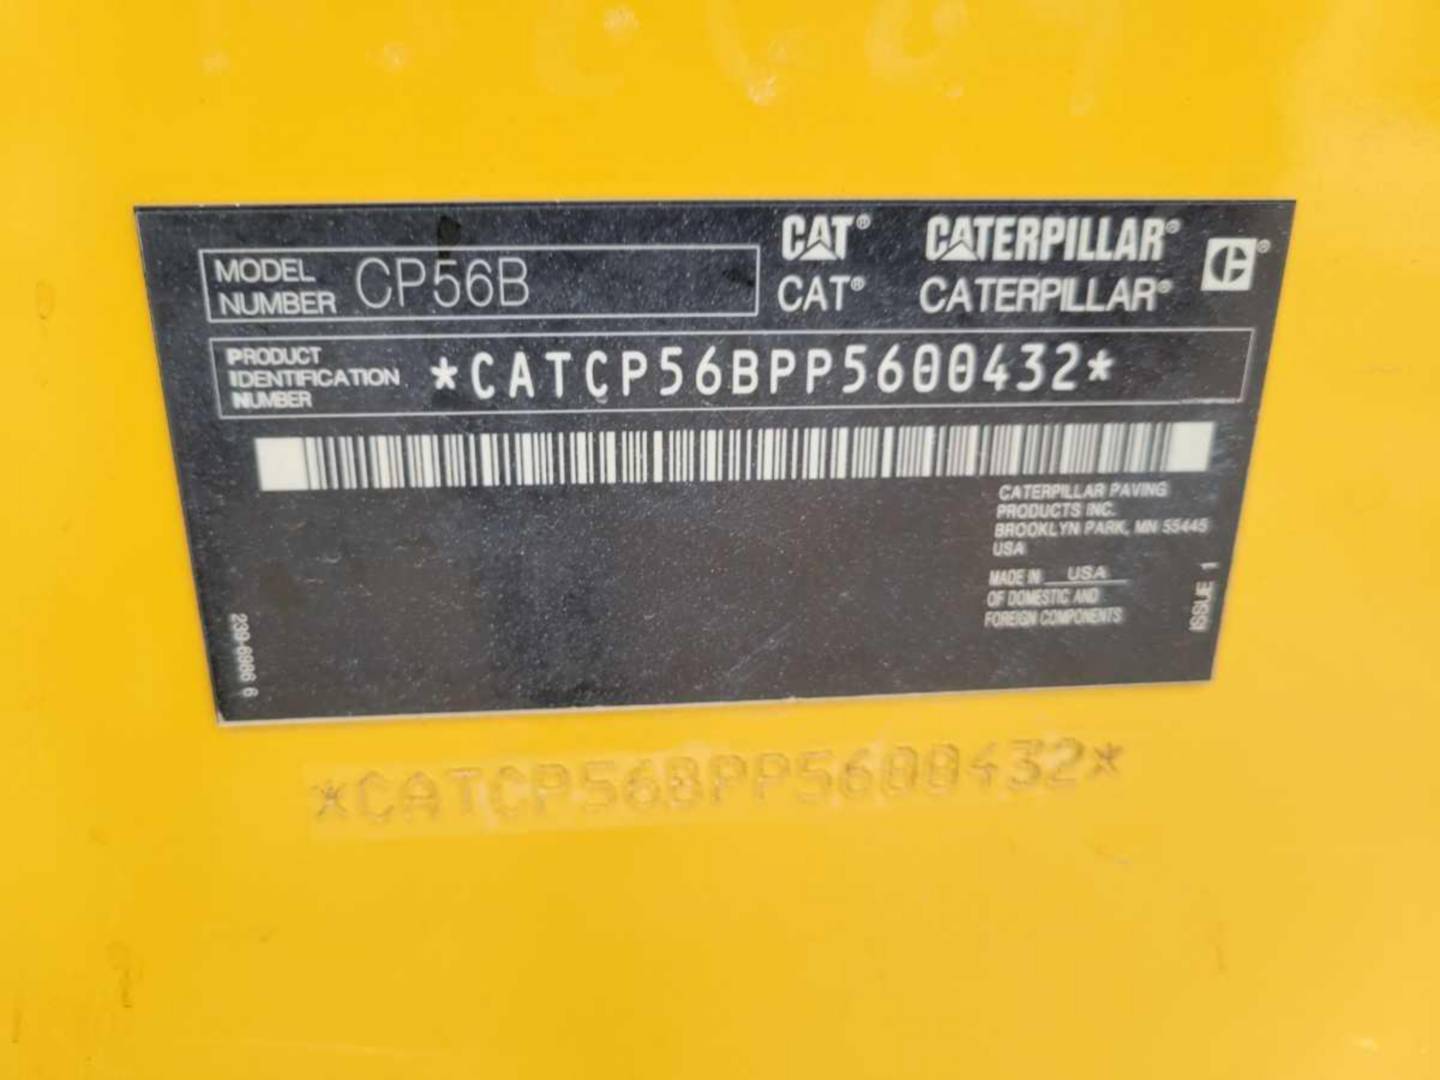 MODEL NUMBER CP56B
CAT® CATERPILLAR®
CAT® CATERPILLAR®
PRODUCT IDENTIFICATION NUMBER *CATCP56BPP5600432*
CATERPILLAR PAVING
PRODUCTS INC.
BROOKLYN PARK, MN 55445
USA
MADE IN USA
OF DOMESTIC AND
FOREIGN COMPONENTS
ISSUE 1
*CATCP56BPP5600432*